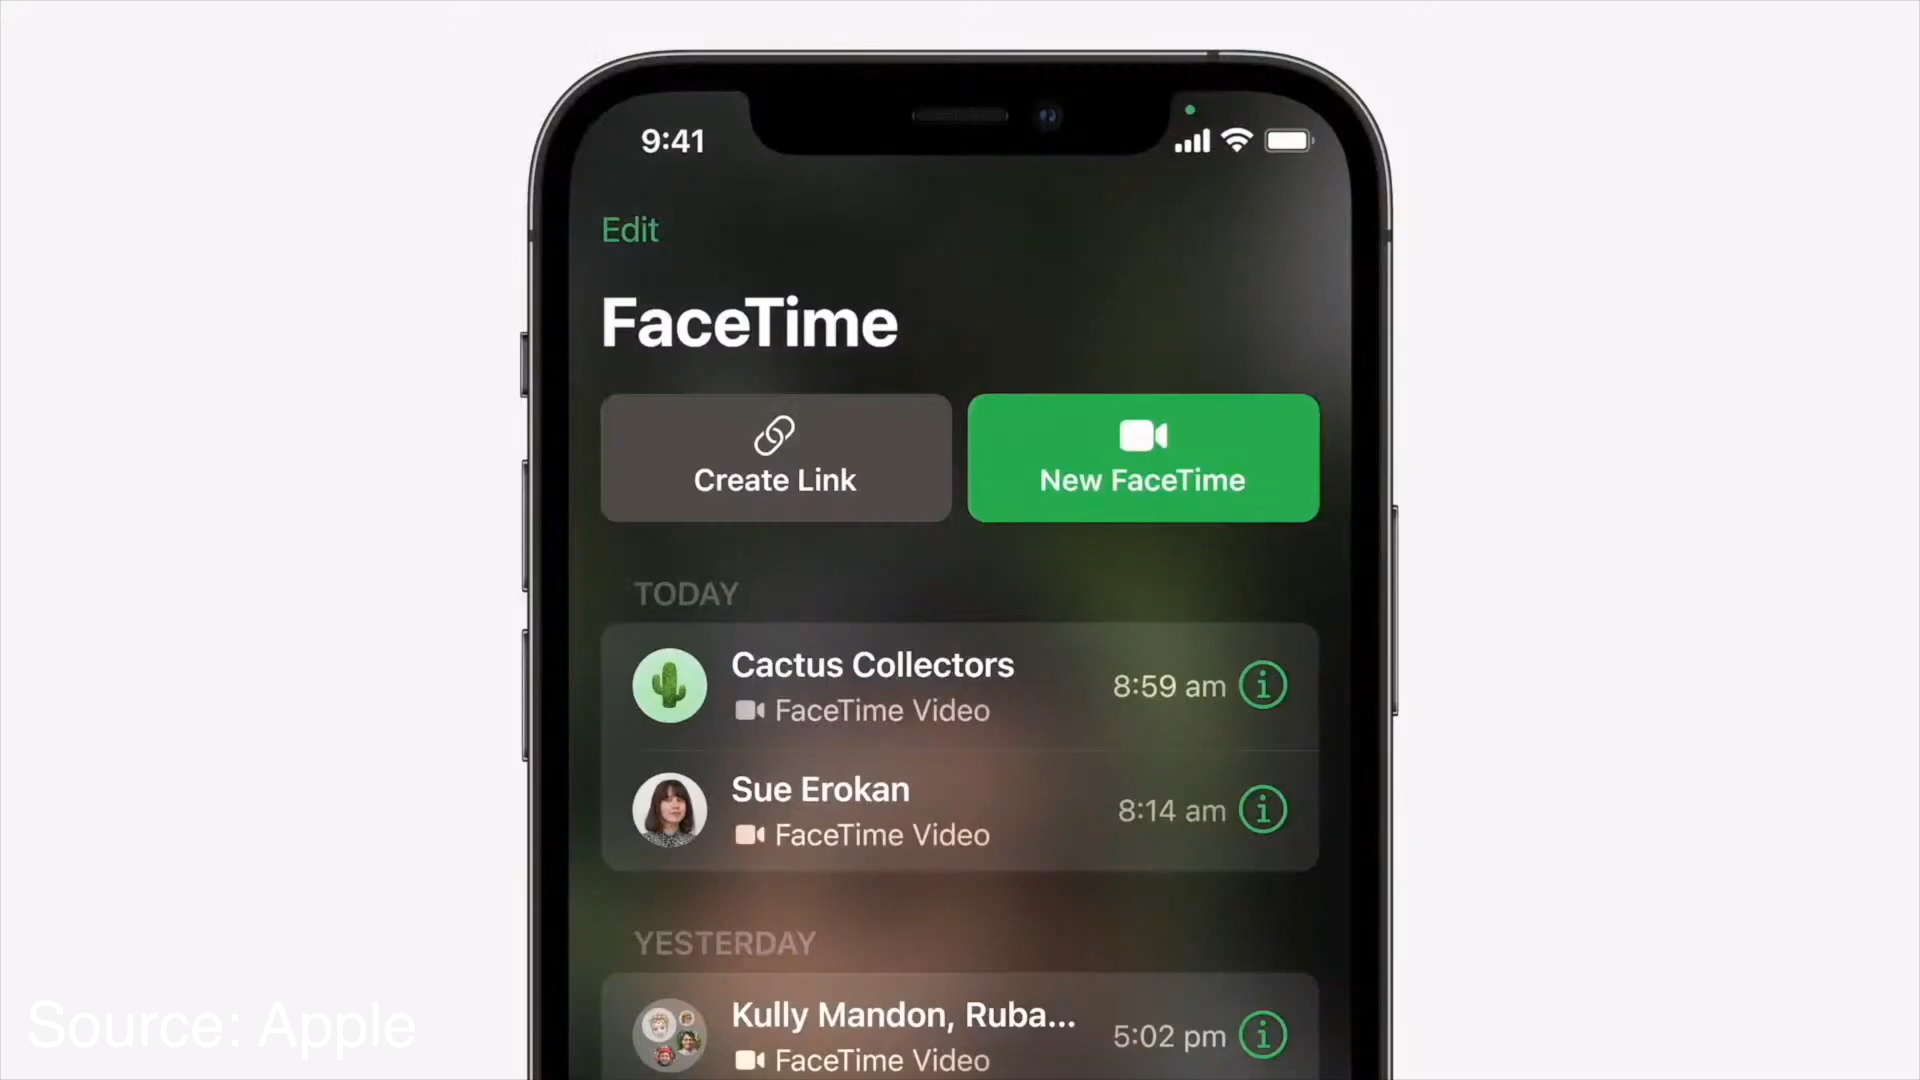 9:41
Edit
FaceTime
Create Link
New FaceTime
TODAY
Cactus Collectors
8:59 am
FaceTime Video
Sue Erokan
8:14 am
FaceTime Video
YESTERDAY
Kully Mandon, Ruba...
5:02 pm
FaceTime Video
Source: Apple